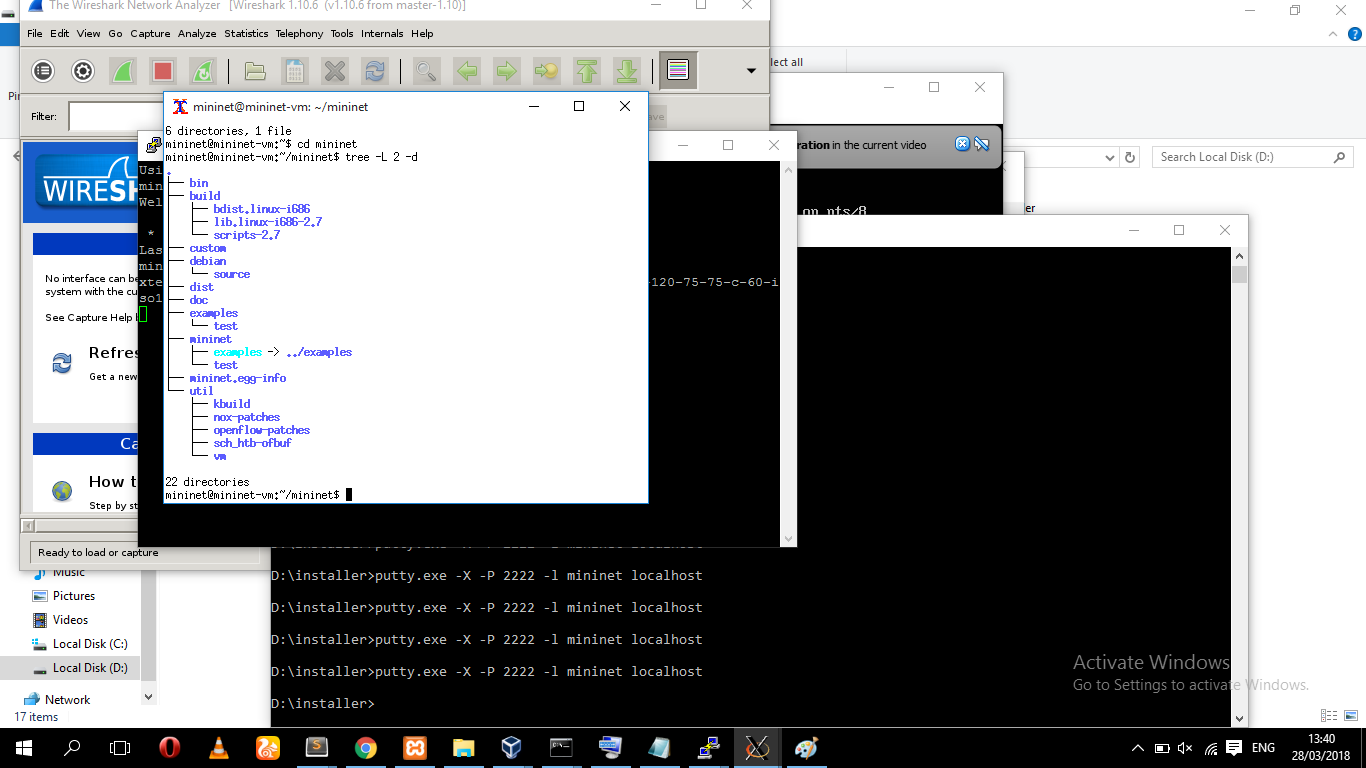 The Wireshark Network Analyzer [Wireshark 1.10.6 (v1.10.6 from master-1.10)]
File Edit View Go Capture Analyze Statistics Telephony Tools Internals Help
Filter:
WIRESH
No interface can be
system with the cu
See Capture Help
Refres
Get a new
Ca
How t
Step by st
Ready to load or capture
mininet@mininet-vm: ~/mininet
6 directories, 1 file
mininet@mininet-vm:~$ cd mininet
mininet@mininet-vm:~/mininet$ tree -L 2 -d
.
├── bin
├── build
│   ├── bdist.linux-i686
│   ├── lib.linux-i686-2.7
│   └── scripts-2.7
├── custom
├── debian
│   └── source
├── dist
├── doc
├── examples
│   └── test
├── mininet
│   ├── examples -> ../examples
│   └── test
├── mininet.egg-info
└── util
    ├── kbuild
    ├── nox-patches
    ├── openflow-patches
    ├── sch_htb-ofbuf
    └── vm
22 directories
mininet@mininet-vm:~/mininet$
Usi
min
Wel
*
Las
min
xte
sol
-120-75-75-c-60-i
lect all
ration in the current video
Search Local Disk (D:)
on pts/8
er
D:\installer>putty.exe -X -P 2222 -l mininet localhost
D:\installer>putty.exe -X -P 2222 -l mininet localhost
D:\installer>putty.exe -X -P 2222 -l mininet localhost
D:\installer>putty.exe -X -P 2222 -l mininet localhost
D:\installer>putty.exe -X -P 2222 -l mininet localhost
D:\installer>
Music
Pictures
Videos
Local Disk (C:)
Local Disk (D:)
Network
17 items
Activate Windows
Go to Settings to activate Windows.
ENG
13:40
28/03/2018